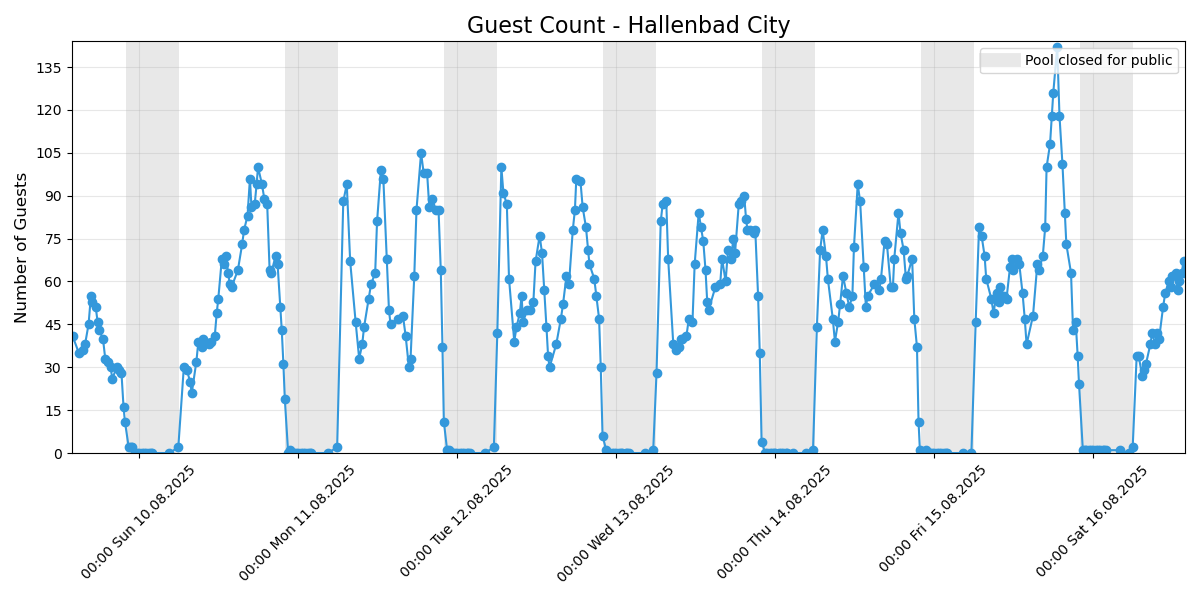 Guest Count - Hallenbad City
Pool closed for public
Number of Guests
135
120
105
90
75
60
45
30
15
0
00:00 Sun 10.08.2025
00:00 Mon 11.08.2025
00:00 Tue 12.08.2025
00:00 Wed 13.08.2025
00:00 Thu 14.08.2025
00:00 Fri 15.08.2025
00:00 Sat 16.08.2025